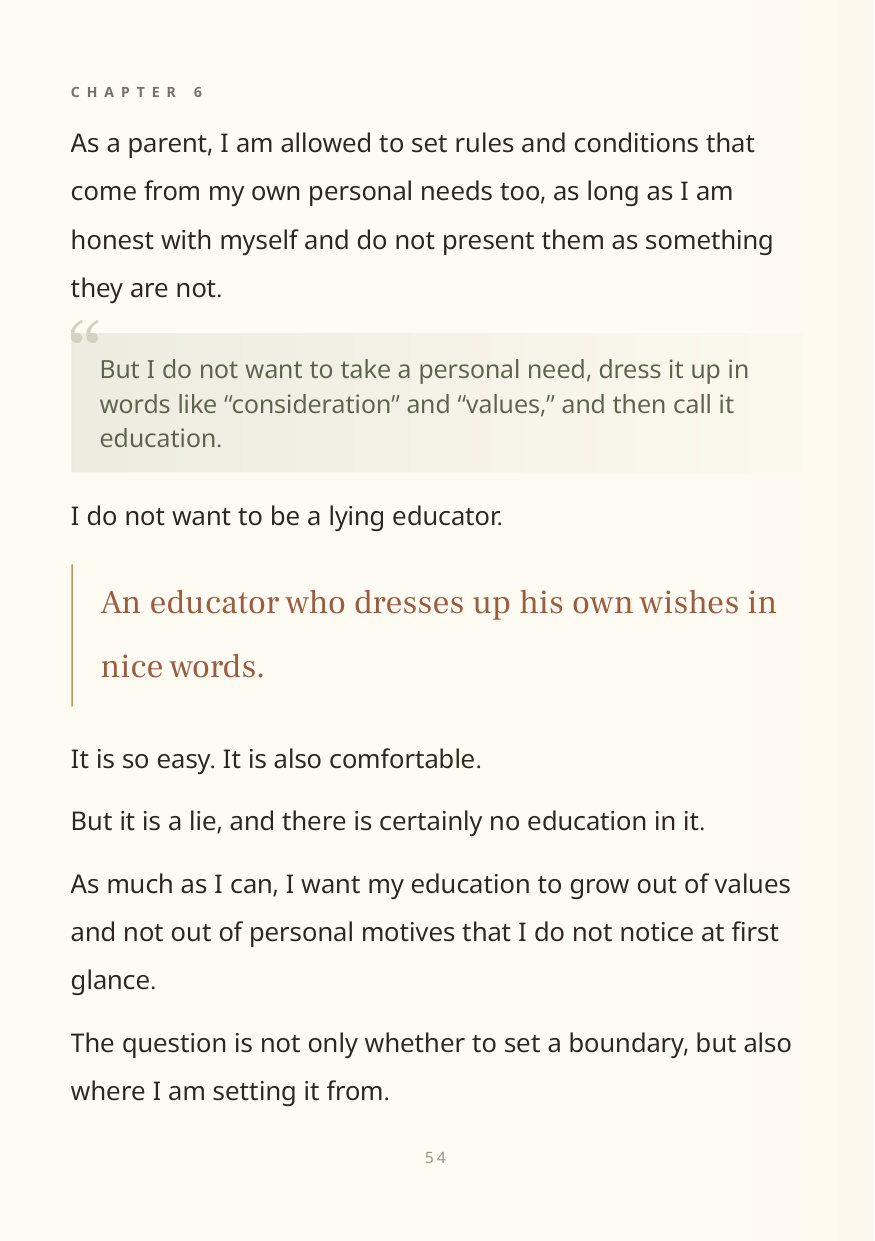 CHAPTER 6
As a parent, I am allowed to set rules and conditions that
come from my own personal needs too, as long as I am
honest with myself and do not present them as something
they are not.
“
But I do not want to take a personal need, dress it up in
words like “consideration” and “values,” and then call it
education.
I do not want to be a lying educator.
An educator who dresses up his own wishes in
nice words.
It is so easy. It is also comfortable.
But it is a lie, and there is certainly no education in it.
As much as I can, I want my education to grow out of values
and not out of personal motives that I do not notice at first
glance.
The question is not only whether to set a boundary, but also
where I am setting it from.
54